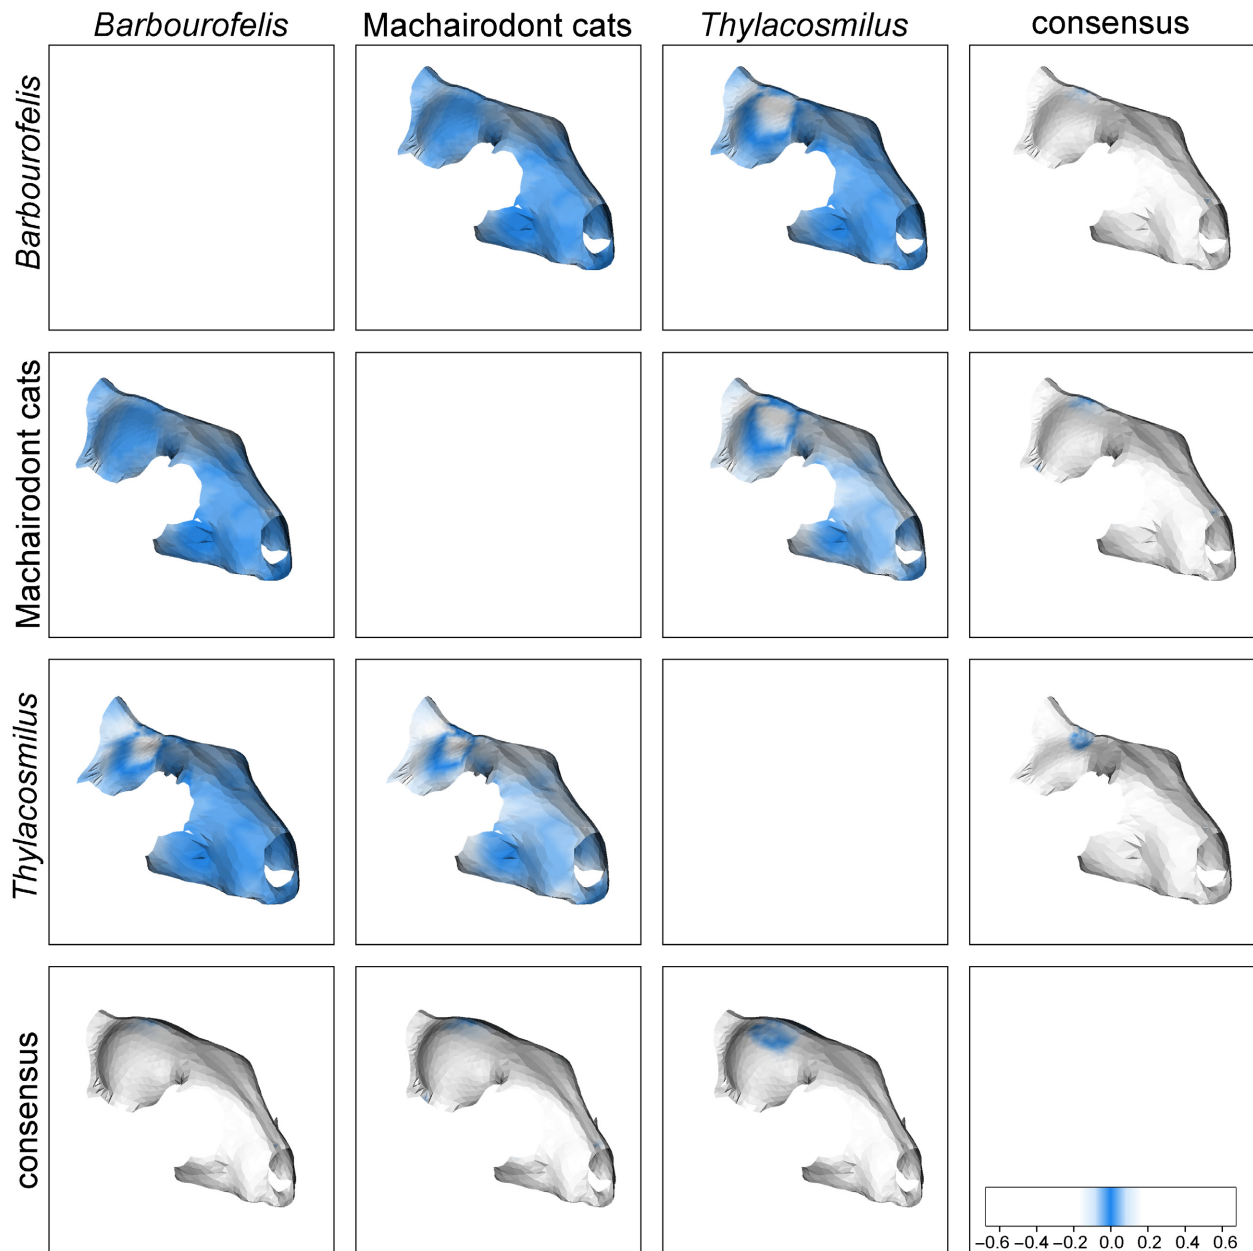 Barbourofelis Machairodont cats Thylacosmilus consensus
Barbourofelis
Machairodont cats
Thylacosmilus
consensus
−0.6 −0.4 −0.2 0.0 0.2 0.4 0.6